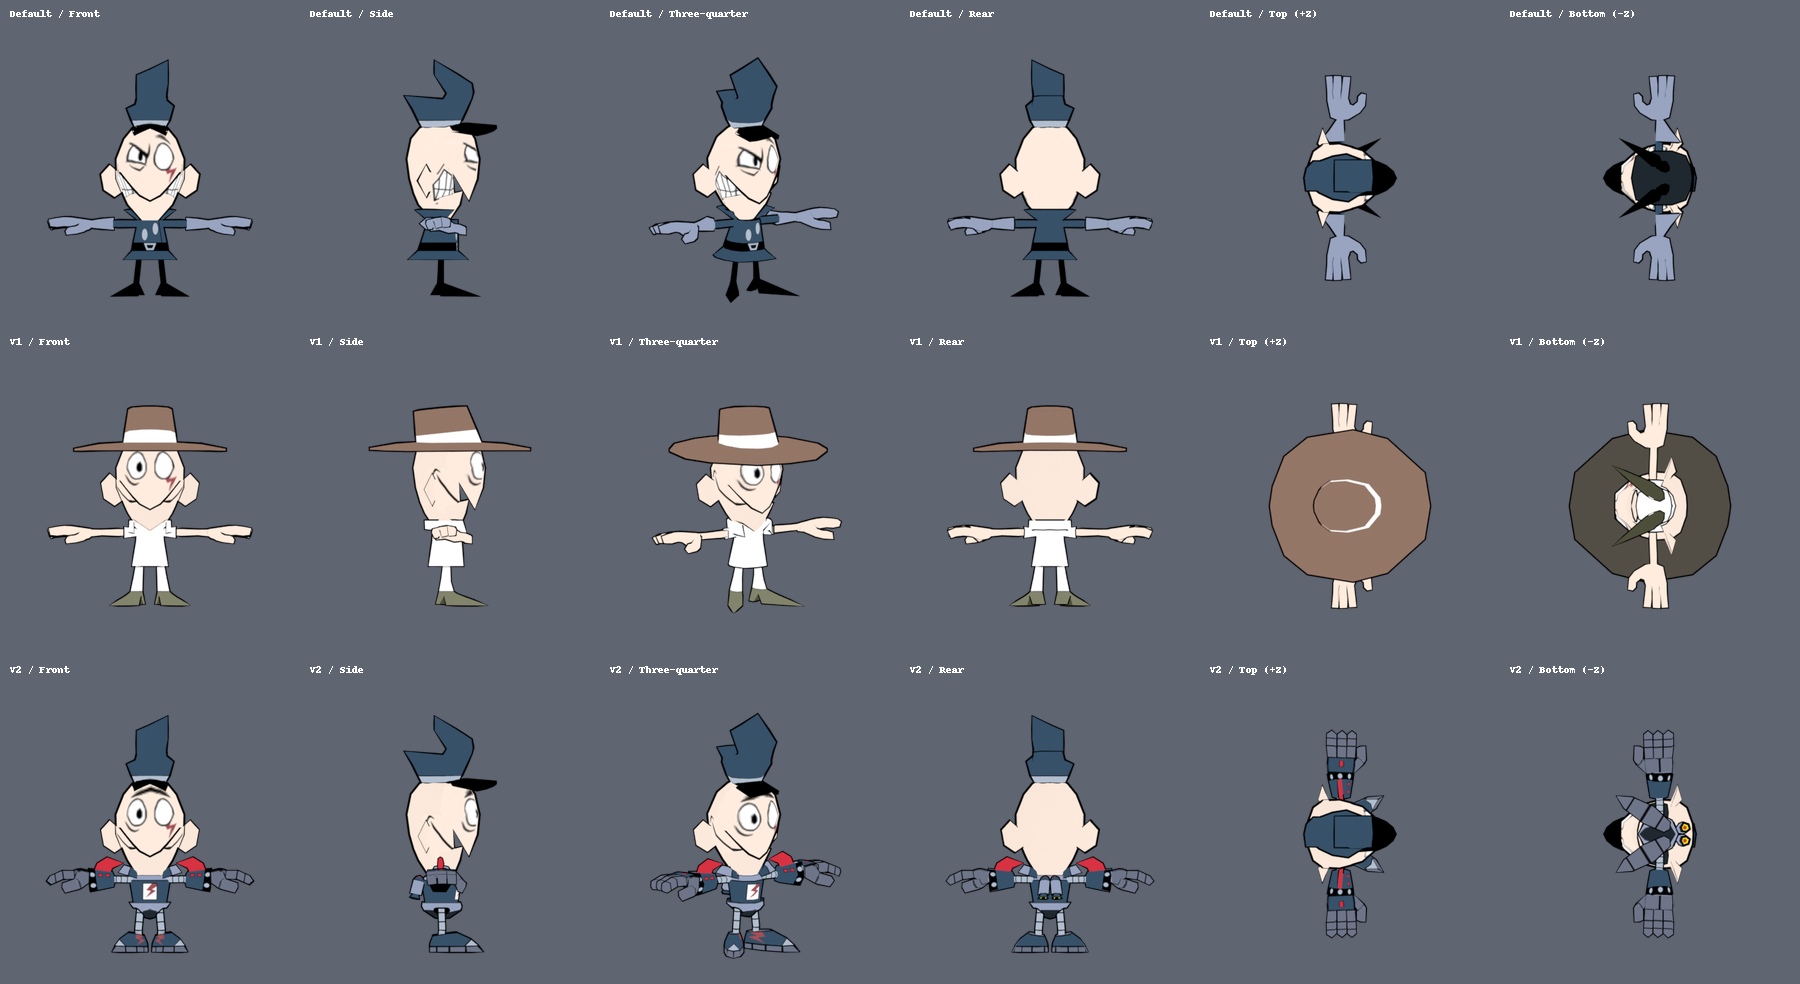 Default / Front
Default / Side
Default / Three-quarter
Default / Rear
Default / Top (+Z)
Default / Bottom (-Z)
V1 / Front
V1 / Side
V1 / Three-quarter
V1 / Rear
V1 / Top (+Z)
V1 / Bottom (-Z)
V2 / Front
V2 / Side
V2 / Three-quarter
V2 / Rear
V2 / Top (+Z)
V2 / Bottom (-Z)